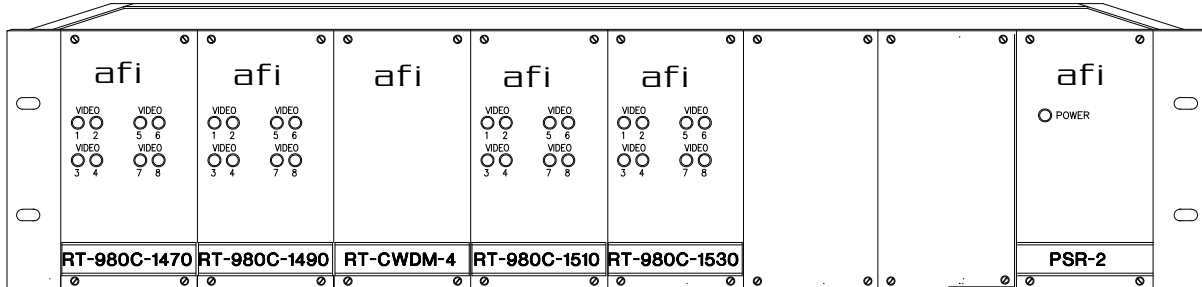 afi
VIDEO VIDEO
1 2 5 6
VIDEO VIDEO
3 4 7 8
RT-980C-1470
afi
VIDEO VIDEO
1 2 5 6
VIDEO VIDEO
3 4 7 8
RT-980C-1490
afi
RT-CWDM-4
afi
VIDEO VIDEO
1 2 5 6
VIDEO VIDEO
3 4 7 8
RT-980C-1510
afi
VIDEO VIDEO
1 2 5 6
VIDEO VIDEO
3 4 7 8
RT-980C-1530
afi
POWER
PSR-2